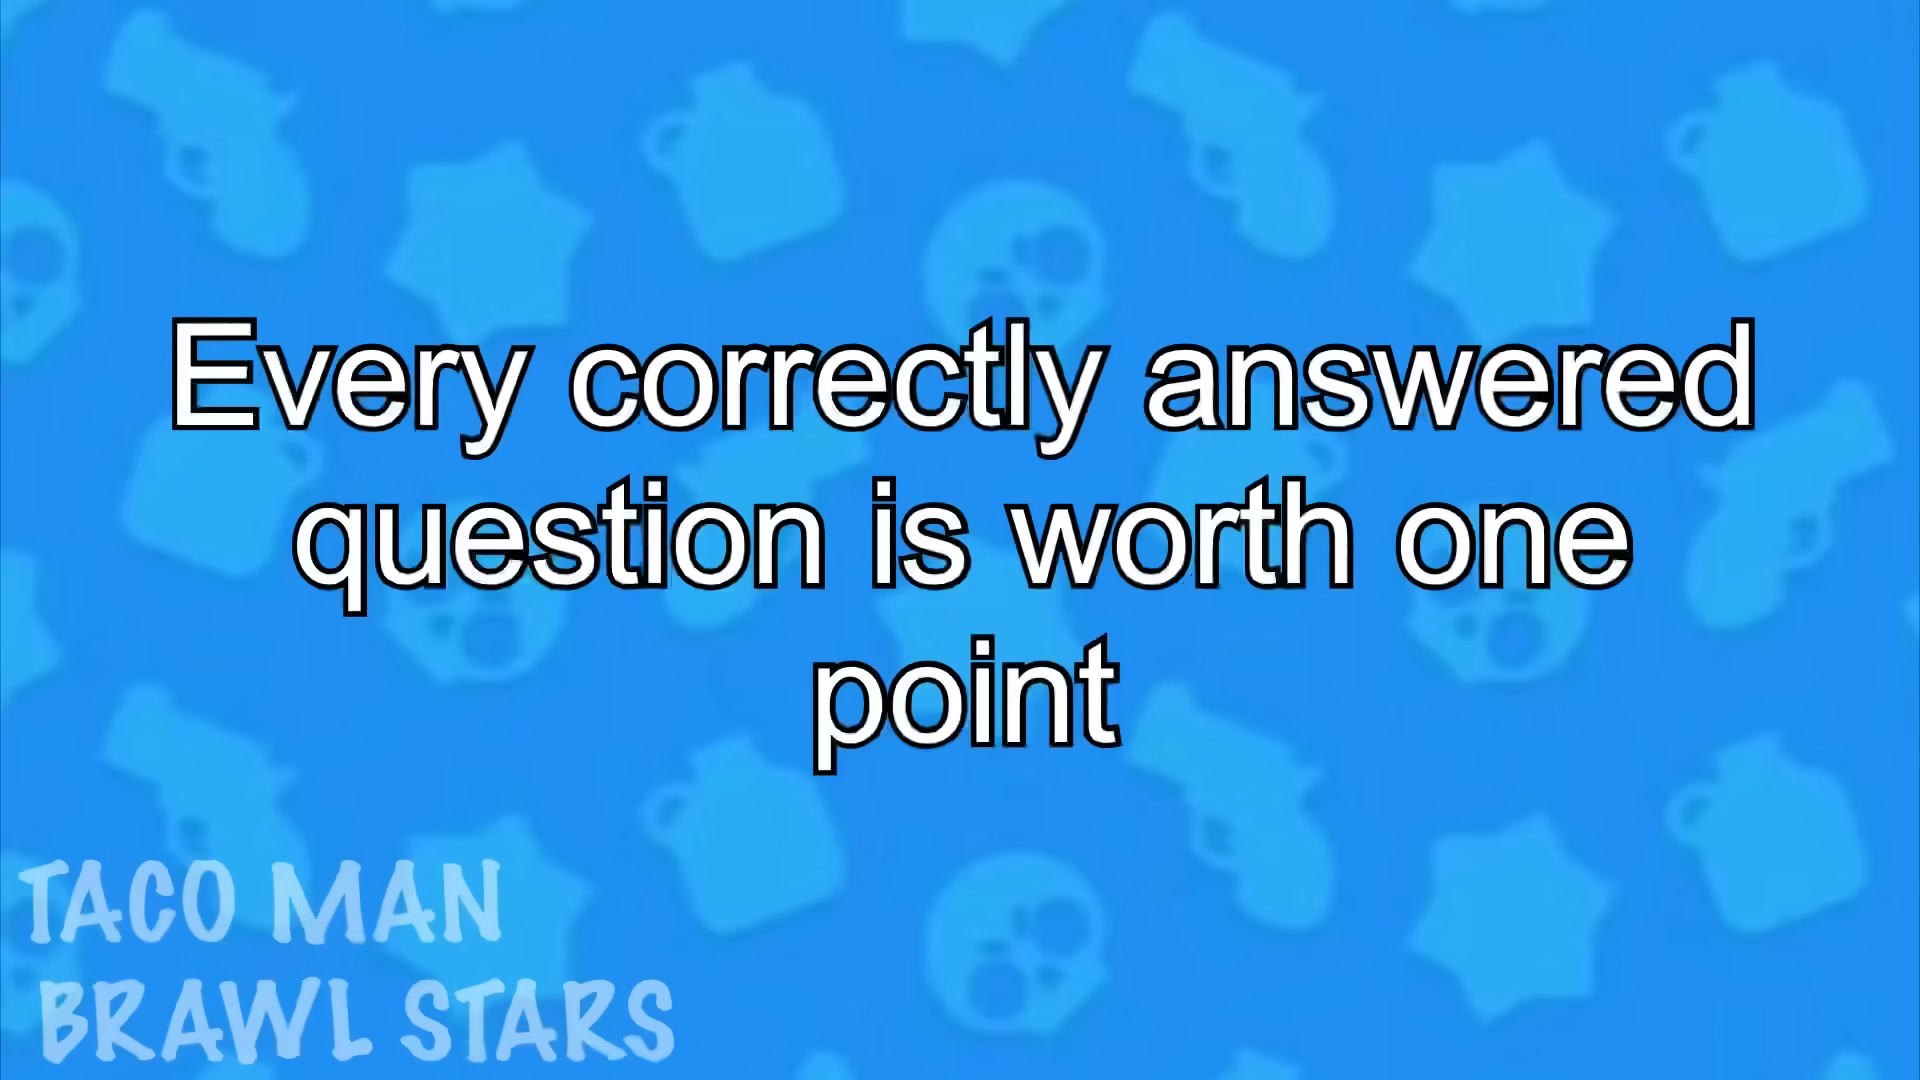 Every correctly answered
question is worth one
point
TACO MAN
BRAWL STARS